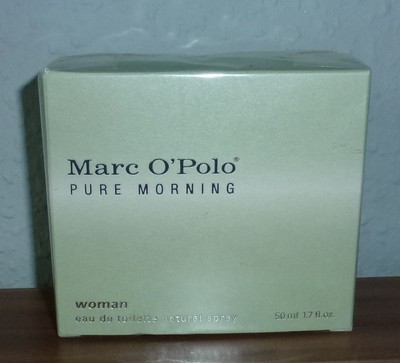 Marc O'Polo®
PURE MORNING
woman
eau de toilette natural spray
50 ml 1.7 fl.oz.